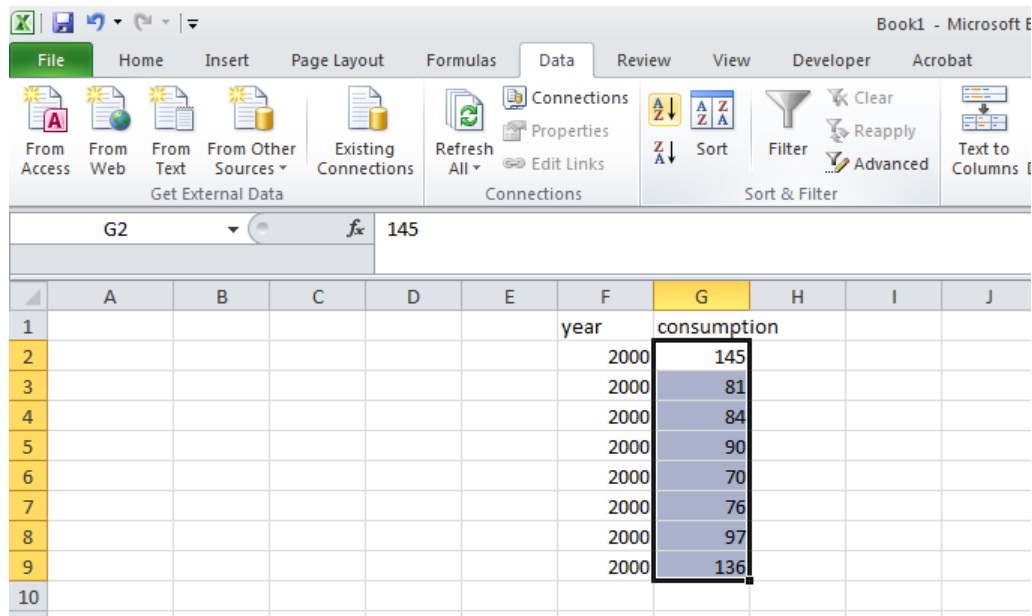 Book1 - Microsoft E
File Home Insert Page Layout Formulas Data Review View Developer Acrobat
From Access
From Web
From Text
From Other Sources
Existing Connections
Get External Data
Refresh All
Connections
Properties
Edit Links
Connections
A Z
Z A
A Z Z A
Sort
Filter
Clear
Reapply
Advanced
Sort & Filter
Text to Columns
G2 fx 145
A B C D E F G H I J
1 year consumption
2 2000 145
3 2000 81
4 2000 84
5 2000 90
6 2000 70
7 2000 76
8 2000 97
9 2000 136
10